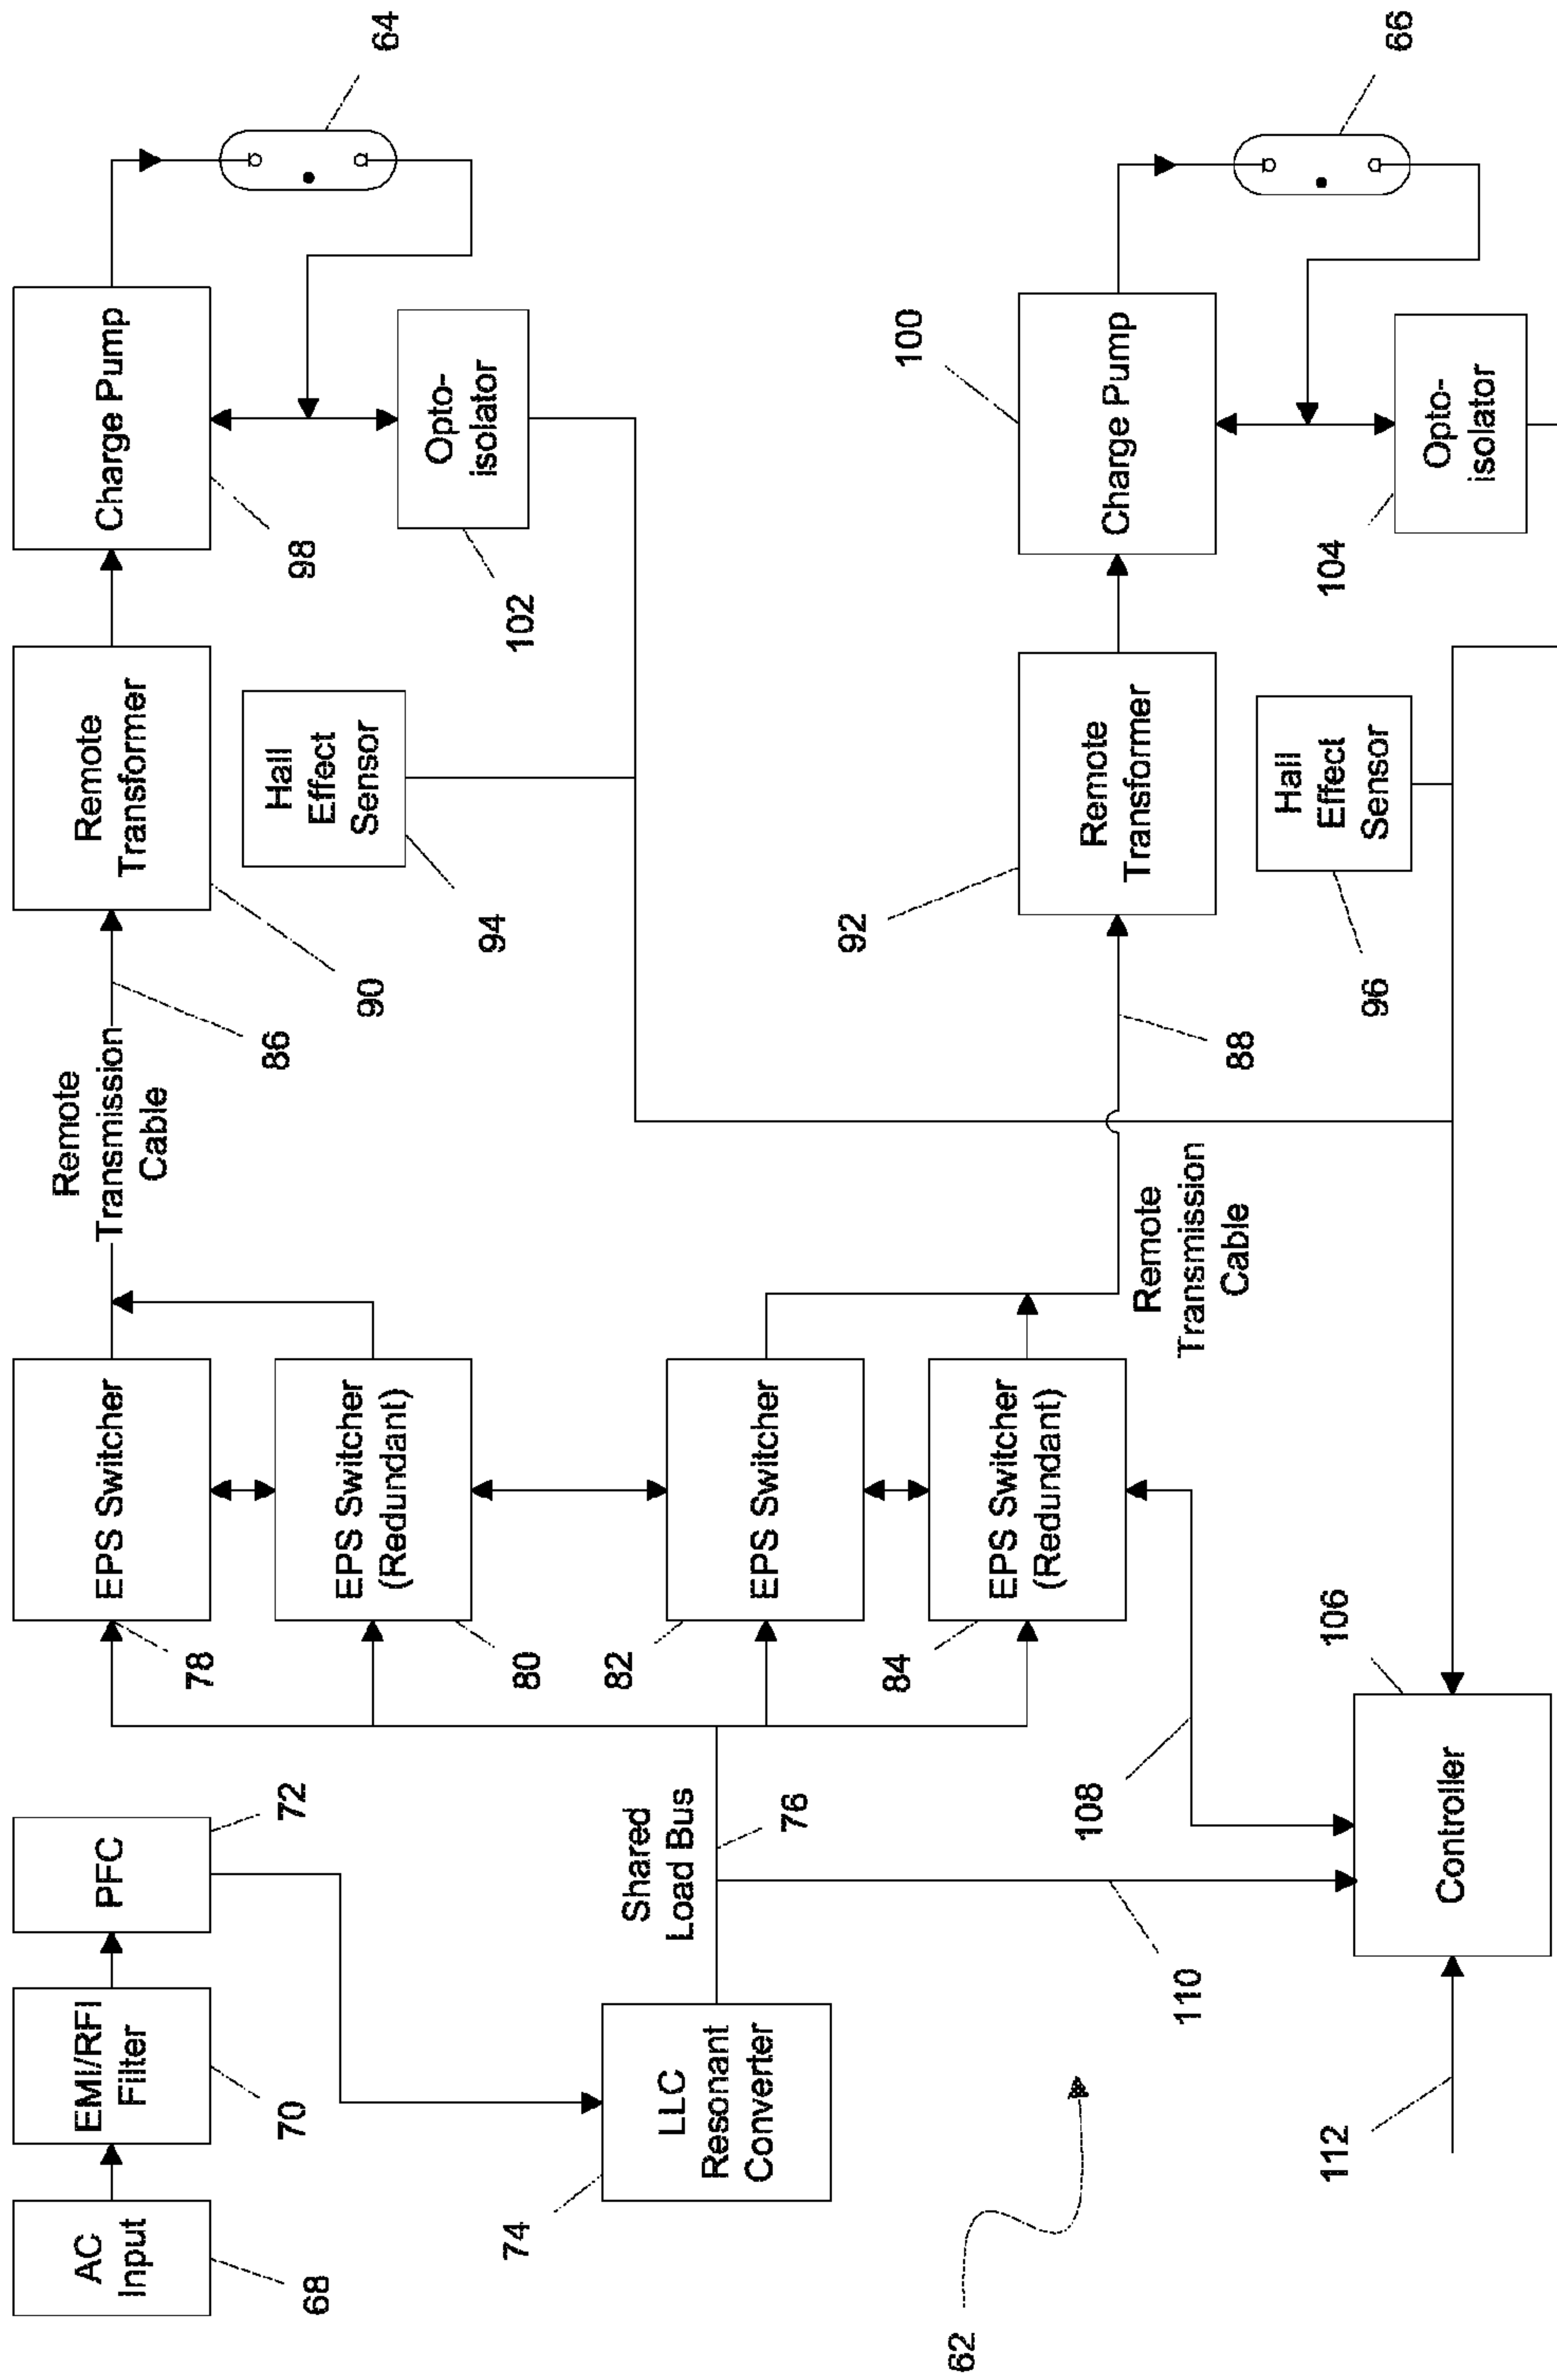 AC
Input
68
EMI/RFI
Filter
70
PFC
72
LLC
Resonant
Converter
74
Shared
Load Bus
76
EPS Switcher
78
EPS Switcher
(Redundant)
80
EPS Switcher
82
EPS Switcher
(Redundant)
84
Remote
Transmission
Cable
86
Remote
Transmission
Cable
88
Remote
Transformer
90
Remote
Transformer
92
Hall
Effect
Sensor
94
Hall
Effect
Sensor
96
Charge Pump
98
Charge Pump
100
Opto-
isolator
102
Opto-
isolator
104
64
66
Controller
106
108
110
112
62